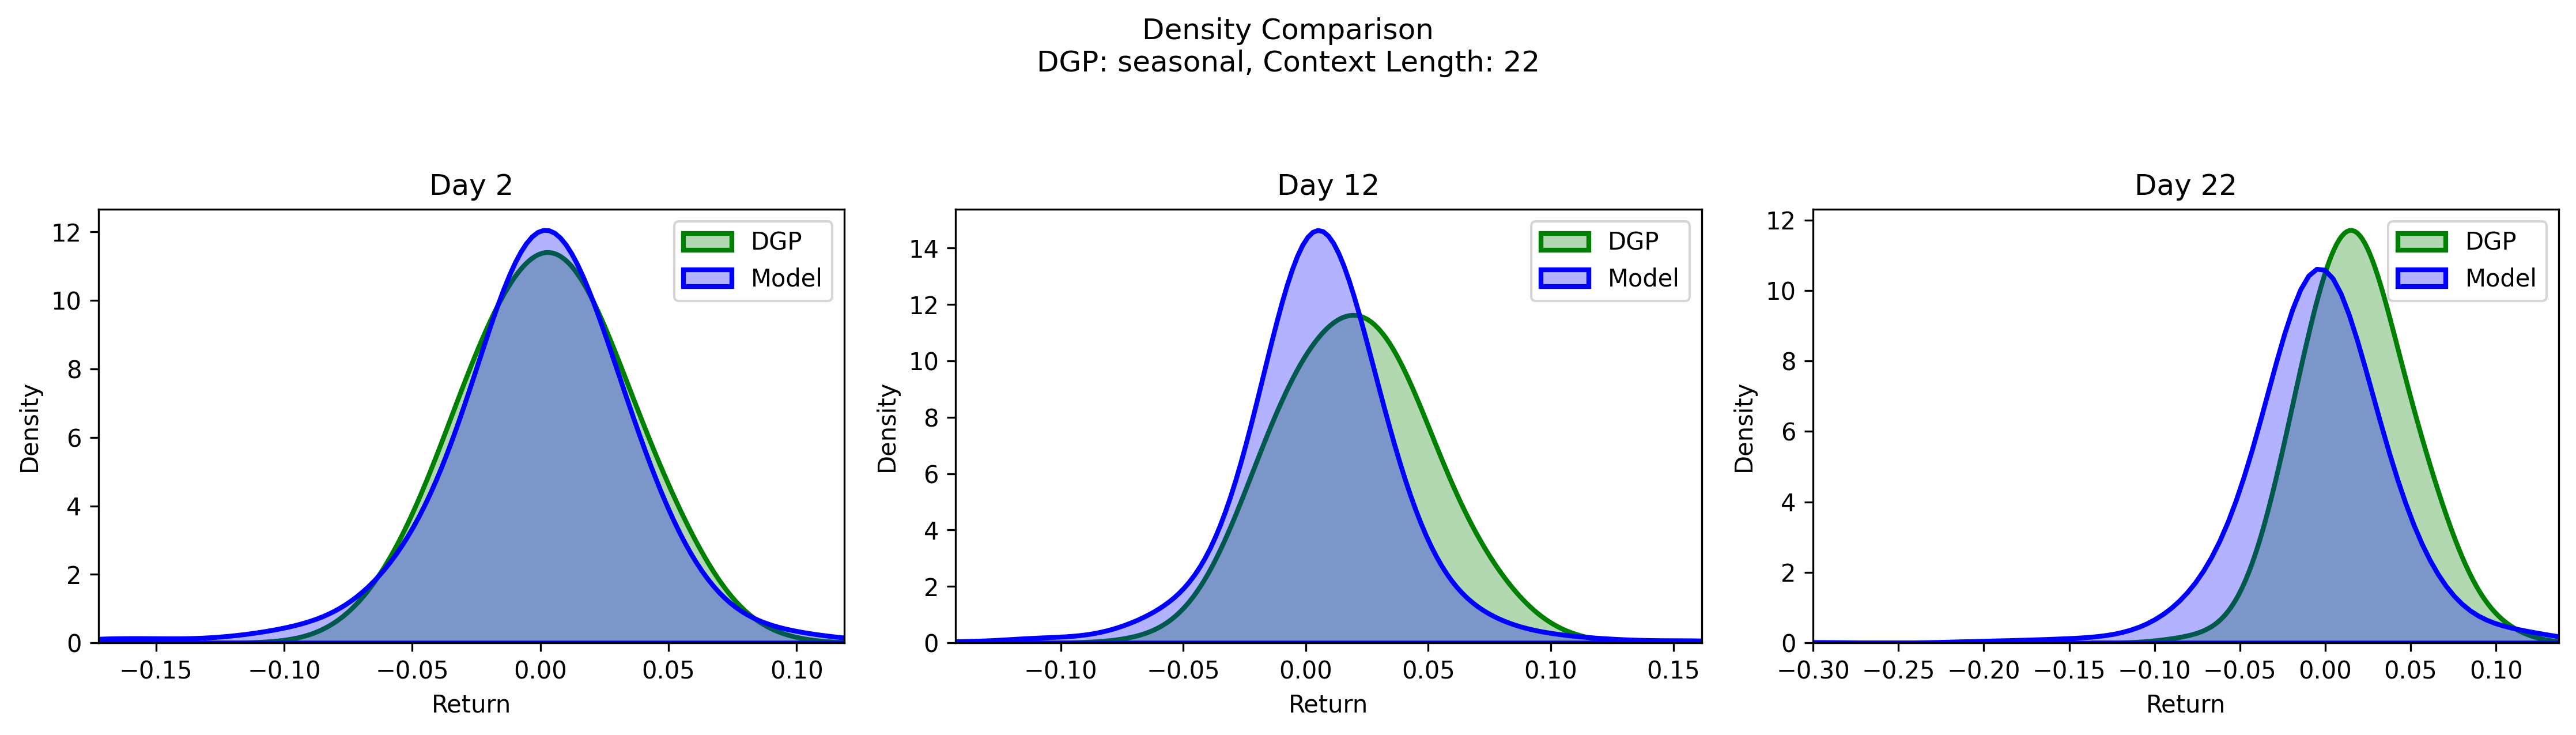 Density Comparison
DGP: seasonal, Context Length: 22
Day 2
12
10
8
6
4
2
0
Density
−0.15 −0.10 −0.05 0.00 0.05 0.10
Return
DGP
Model
Day 12
14
12
10
8
6
4
2
0
Density
−0.10 −0.05 0.00 0.05 0.10 0.15
Return
DGP
Model
Day 22
12
10
8
6
4
2
0
Density
−0.30 −0.25 −0.20 −0.15 −0.10 −0.05 0.00 0.05 0.10
Return
DGP
Model